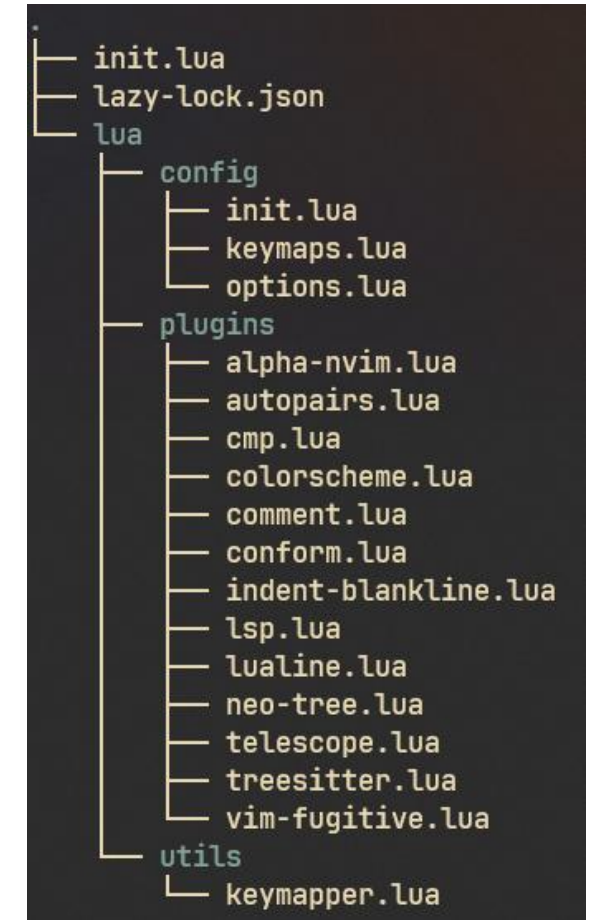 .
├── init.lua
├── lazy-lock.json
└── lua
    ├── config
    │   ├── init.lua
    │   ├── keymaps.lua
    │   └── options.lua
    ├── plugins
    │   ├── alpha-nvim.lua
    │   ├── autopairs.lua
    │   ├── cmp.lua
    │   ├── colorscheme.lua
    │   ├── comment.lua
    │   ├── conform.lua
    │   ├── indent-blankline.lua
    │   ├── lsp.lua
    │   ├── lualine.lua
    │   ├── neo-tree.lua
    │   ├── telescope.lua
    │   ├── treesitter.lua
    │   └── vim-fugitive.lua
    └── utils
        └── keymapper.lua